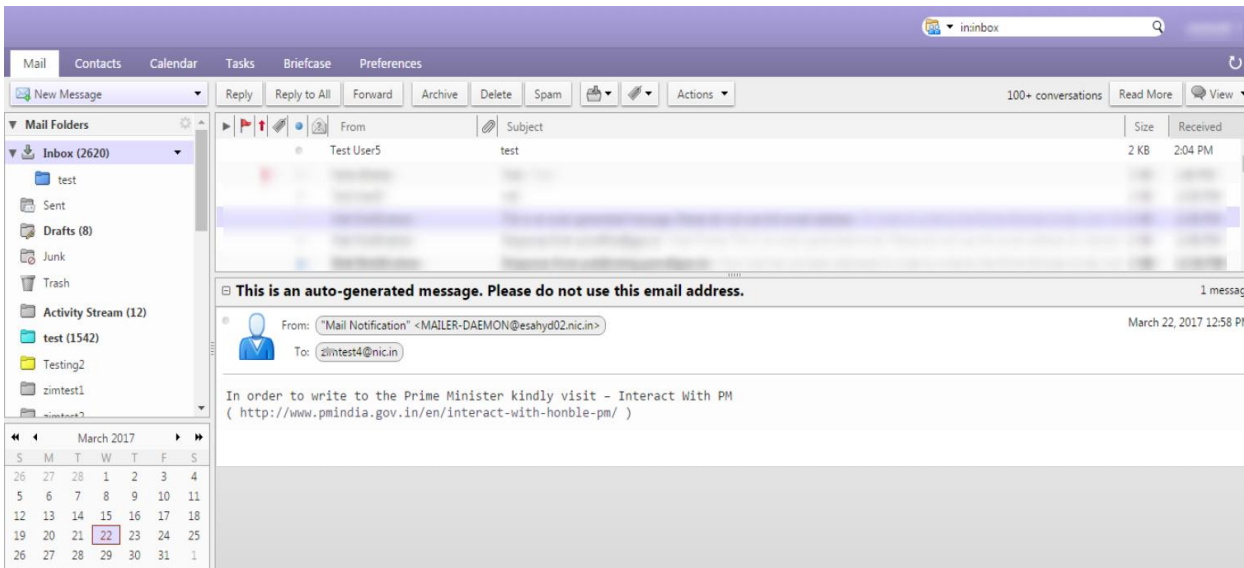 in:inbox
Mail Contacts Calendar Tasks Briefcase Preferences
New Message Reply Reply to All Forward Archive Delete Spam Actions 100+ conversations Read More View
Mail Folders From Subject Size Received
Inbox (2620) Test User5 test 2 KB 2:04 PM
test
Sent
Drafts (8)
Junk
Trash
Activity Stream (12)
test (1542)
Testing2
zimtest1
This is an auto-generated message. Please do not use this email address. 1 messag
From: "Mail Notification" <MAILER-DAEMON@esahyd02.nic.in> March 22, 2017 12:58 PM
To: zimtest4@nic.in
In order to write to the Prime Minister kindly visit – Interact With PM
( http://www.pmindia.gov.in/en/interact-with-honble-pm/ )
March 2017
S M T W T F S
26 27 28 1 2 3 4
5 6 7 8 9 10 11
12 13 14 15 16 17 18
19 20 21 22 23 24 25
26 27 28 29 30 31 1